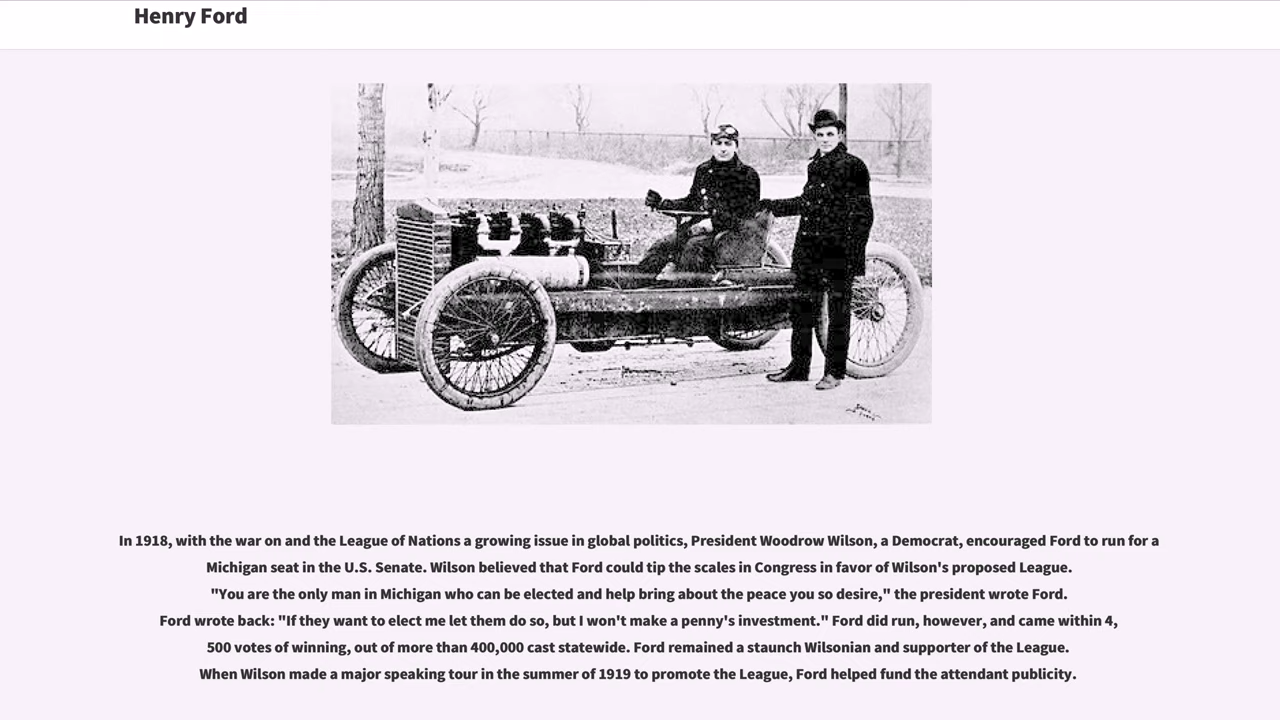 Henry Ford
In 1918, with the war on and the League of Nations a growing issue in global politics, President Woodrow Wilson, a Democrat, encouraged Ford to run for a
Michigan seat in the U.S. Senate. Wilson believed that Ford could tip the scales in Congress in favor of Wilson's proposed League.
"You are the only man in Michigan who can be elected and help bring about the peace you so desire," the president wrote Ford.
Ford wrote back: "If they want to elect me let them do so, but I won't make a penny's investment." Ford did run, however, and came within 4,
500 votes of winning, out of more than 400,000 cast statewide. Ford remained a staunch Wilsonian and supporter of the League.
When Wilson made a major speaking tour in the summer of 1919 to promote the League, Ford helped fund the attendant publicity.